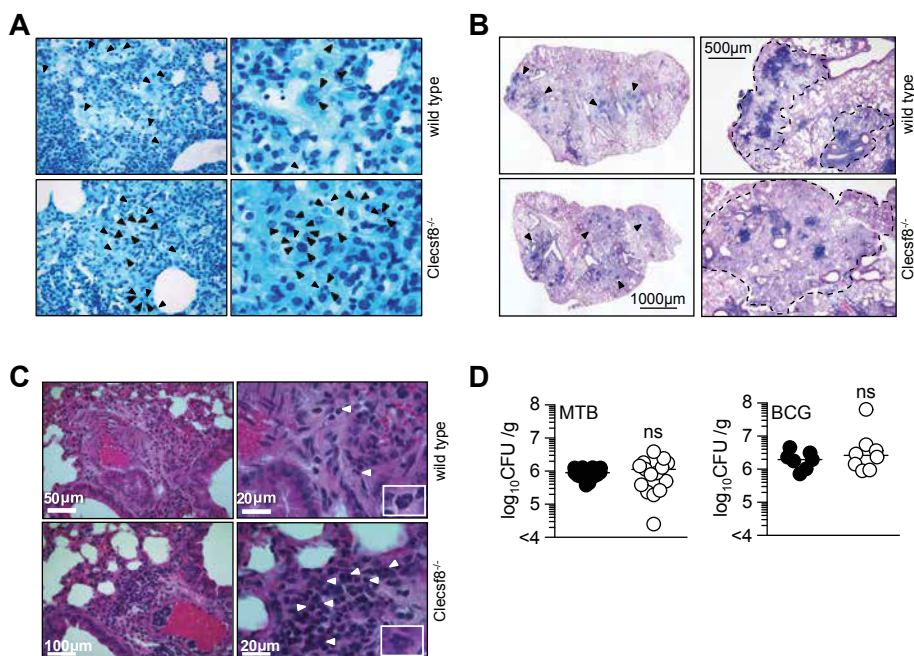 A
wild type
Clecsf8-/-
B
500µm
wild type
1000µm
Clecsf8-/-
C
50µm
20µm
wild type
100µm
20µm
Clecsf8-/-
D
log10CFU /g
8
7
6
5
<4
MTB
ns
log10CFU /g
8
7
6
5
<4
BCG
ns